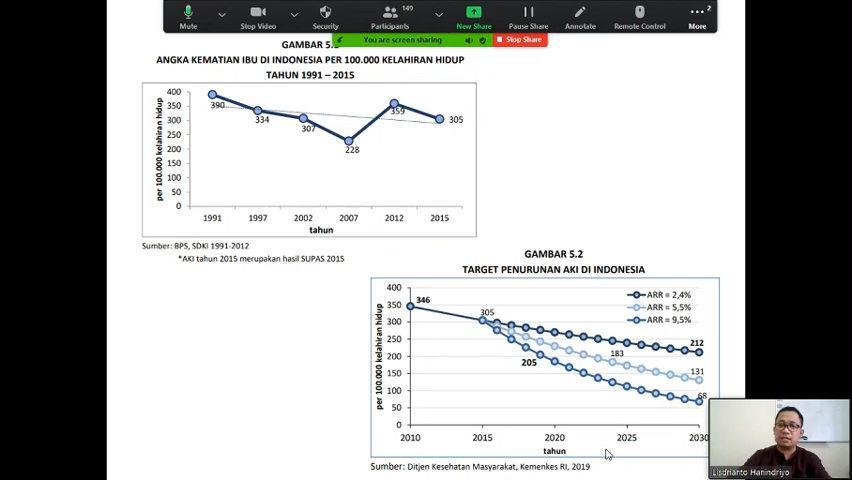 149
2
Mute
Stop Video
Security
Participants
New Share
Pause Share
Annotate
Remote Control
More
You are screen sharing
Stop Share
GAMBAR 5.
ANGKA KEMATIAN IBU DI INDONESIA PER 100.000 KELAHIRAN HIDUP
TAHUN 1991 – 2015
per 100.000 kelahiran hidup
400
350
300
250
200
150
100
50
0
390
334
307
228
359
305
1991
1997
2002
2007
2012
2015
tahun
Sumber: BPS, SDKI 1991-2012
*AKI tahun 2015 merupakan hasil SUPAS 2015
GAMBAR 5.2
TARGET PENURUNAN AKI DI INDONESIA
per 100.000 kelahiran hidup
400
350
300
250
200
150
100
50
0
346
305
205
183
212
131
68
ARR = 2,4%
ARR = 5,5%
ARR = 9,5%
2010
2015
2020
2025
2030
tahun
Sumber: Ditjen Kesehatan Masyarakat, Kemenkes RI, 2019
Lisdrianto Hanindriyo